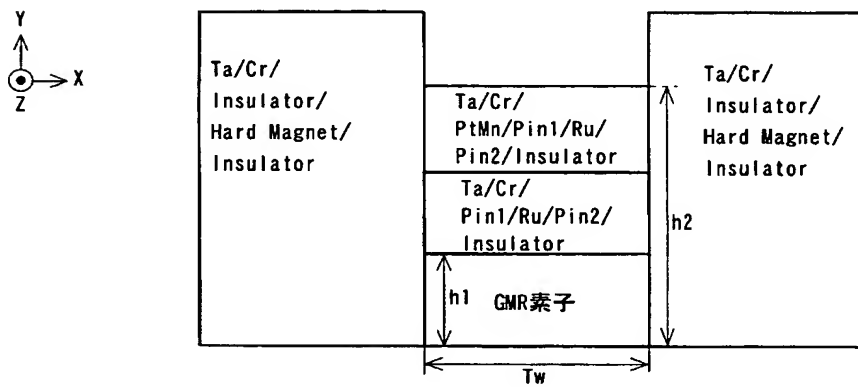 Y
X
Z
Ta/Cr/
Insulator/
Hard Magnet/
Insulator
Ta/Cr/
PtMn/Pin1/Ru/
Pin2/Insulator
Ta/Cr/
Pin1/Ru/Pin2/
Insulator
h1
GMR素子
Tw
h2
Ta/Cr/
Insulator/
Hard Magnet/
Insulator